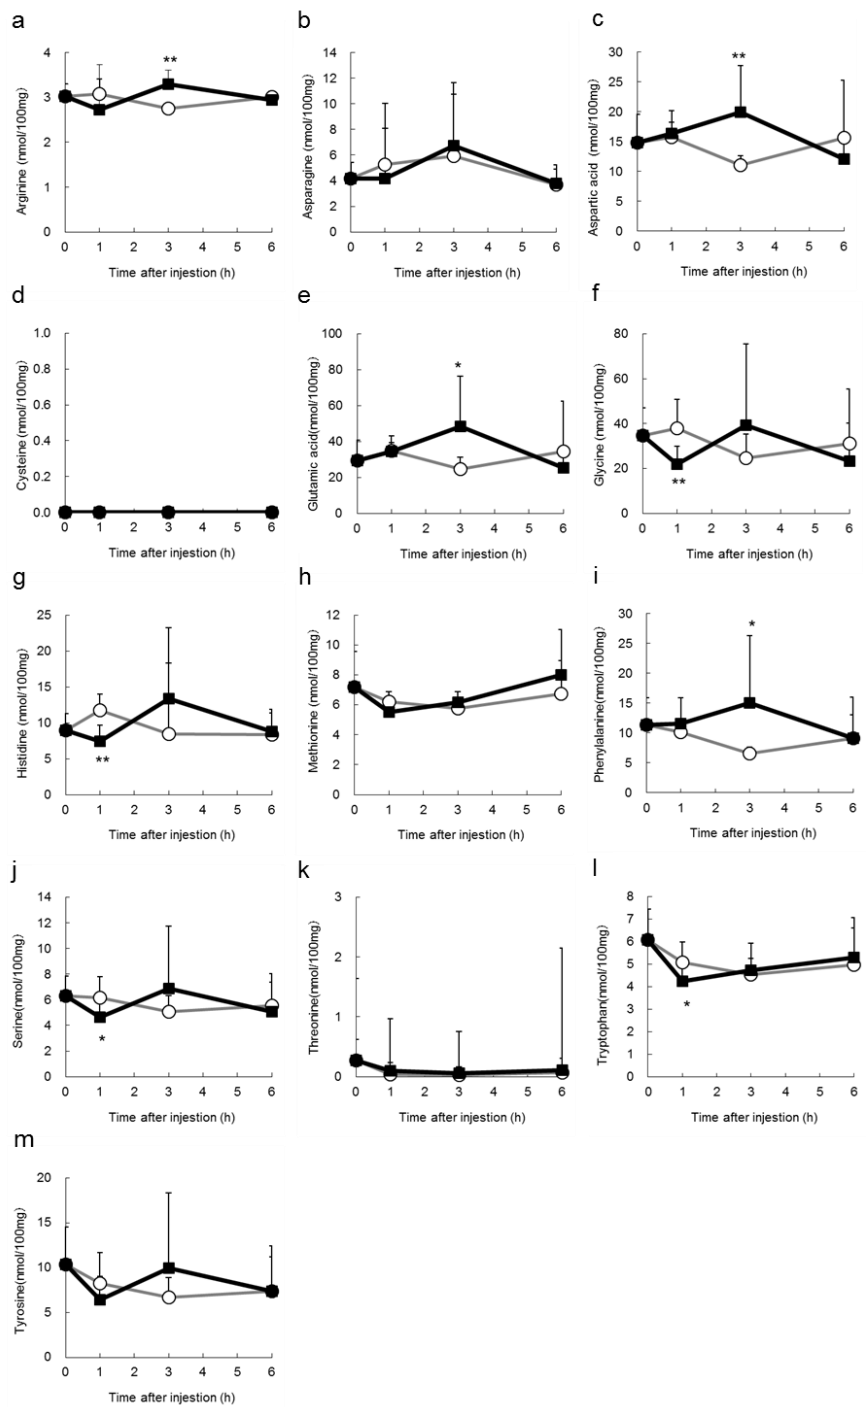 a
Arginine (nmol/100mg)
4
3
2
1
0
**
0 1 2 3 4 5 6
Time after injection (h)
b
Asparagine (nmol/100mg)
14
12
10
8
6
4
2
0
0 1 2 3 4 5 6
Time after injection (h)
c
Aspartic acid (nmol/100mg)
30
25
20
15
10
5
0
**
0 1 2 3 4 5 6
Time after injection (h)
d
Cysteine (nmol/100mg)
1.0
0.8
0.6
0.4
0.2
0.0
0 1 2 3 4 5 6
Time after injection (h)
e
Glutamic acid(nmol/100mg)
100
80
60
40
20
0
*
0 1 2 3 4 5 6
Time after injection (h)
f
Glycine (nmol/100mg)
80
60
40
20
0
**
0 1 2 3 4 5 6
Time after injection (h)
g
Histidine (nmol/100mg)
25
20
15
10
5
0
**
0 1 2 3 4 5 6
Time after injection (h)
h
Methionine (nmol/100mg)
12
10
8
6
4
2
0
0 1 2 3 4 5 6
Time after injection (h)
i
Phenylalanine(nmol/100mg)
30
25
20
15
10
5
0
*
0 1 2 3 4 5 6
Time after injection (h)
j
Serine(nmol/100mg)
14
12
10
8
6
4
2
0
*
0 1 2 3 4 5 6
Time after injection (h)
k
Threonine(nmol/100mg)
3
2
1
0
0 1 2 3 4 5 6
Time after injection (h)
l
Tryptophan(nmol/100mg)
8
7
6
5
4
3
2
1
0
*
0 1 2 3 4 5 6
Time after injection (h)
m
Tyrosine(nmol/100mg)
20
15
10
5
0
0 1 2 3 4 5 6
Time after injection (h)